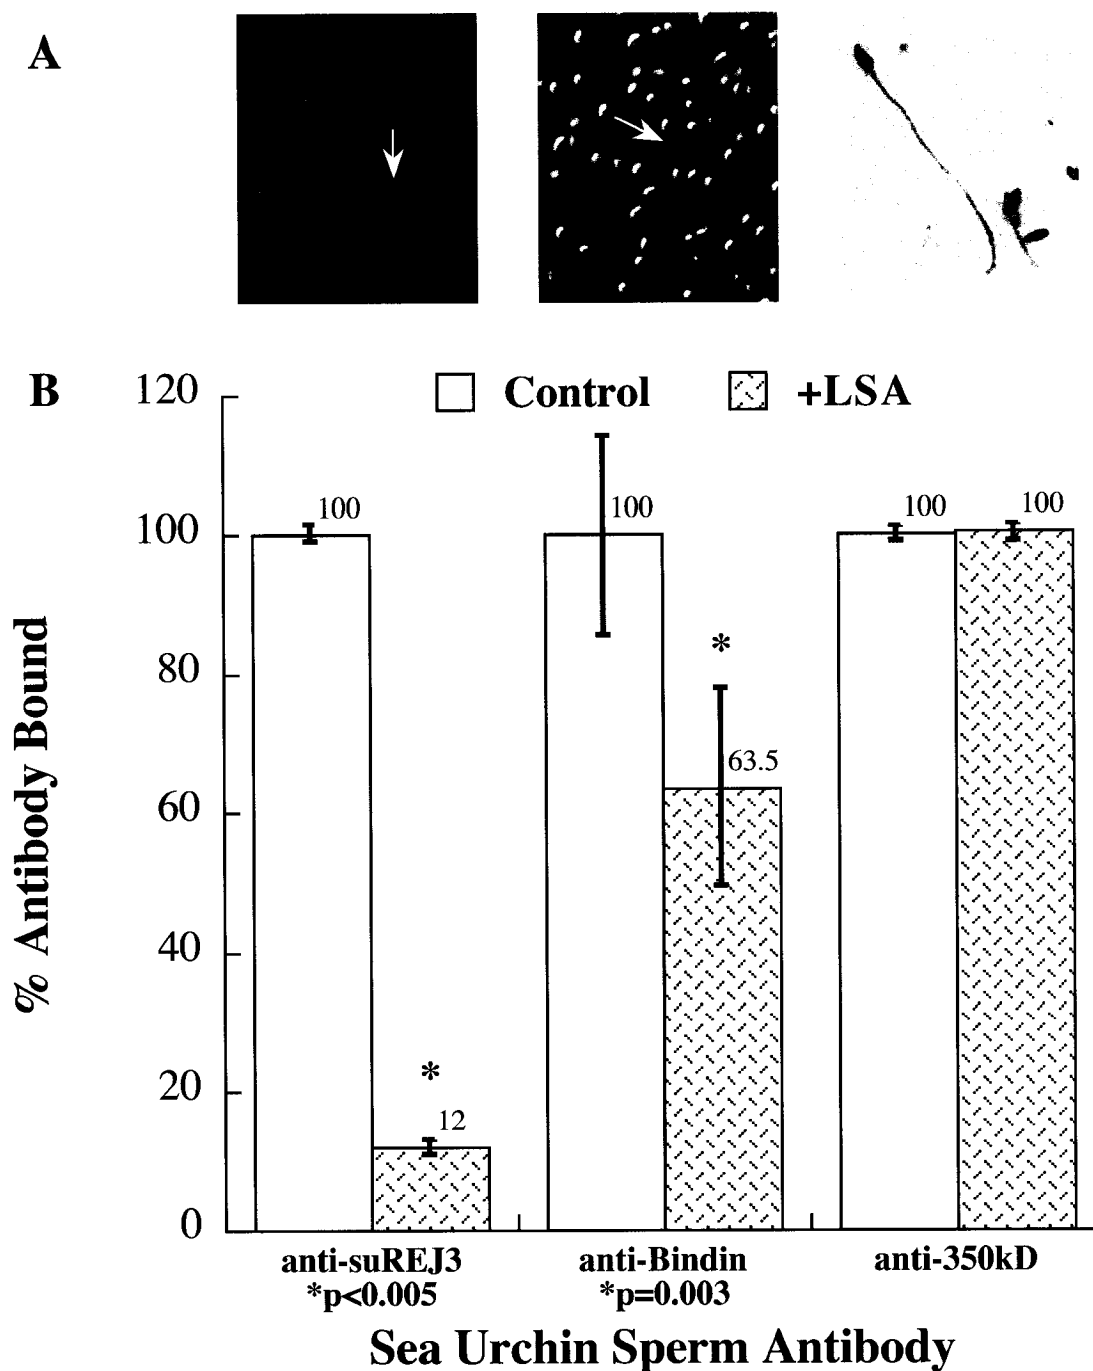 A
B
Control
+LSA
% Antibody Bound
120
100
80
60
40
20
0
100
*
12
100
*
63.5
100
100
anti-suREJ3
*p<0.005
anti-Bindin
*p=0.003
anti-350kD
Sea Urchin Sperm Antibody